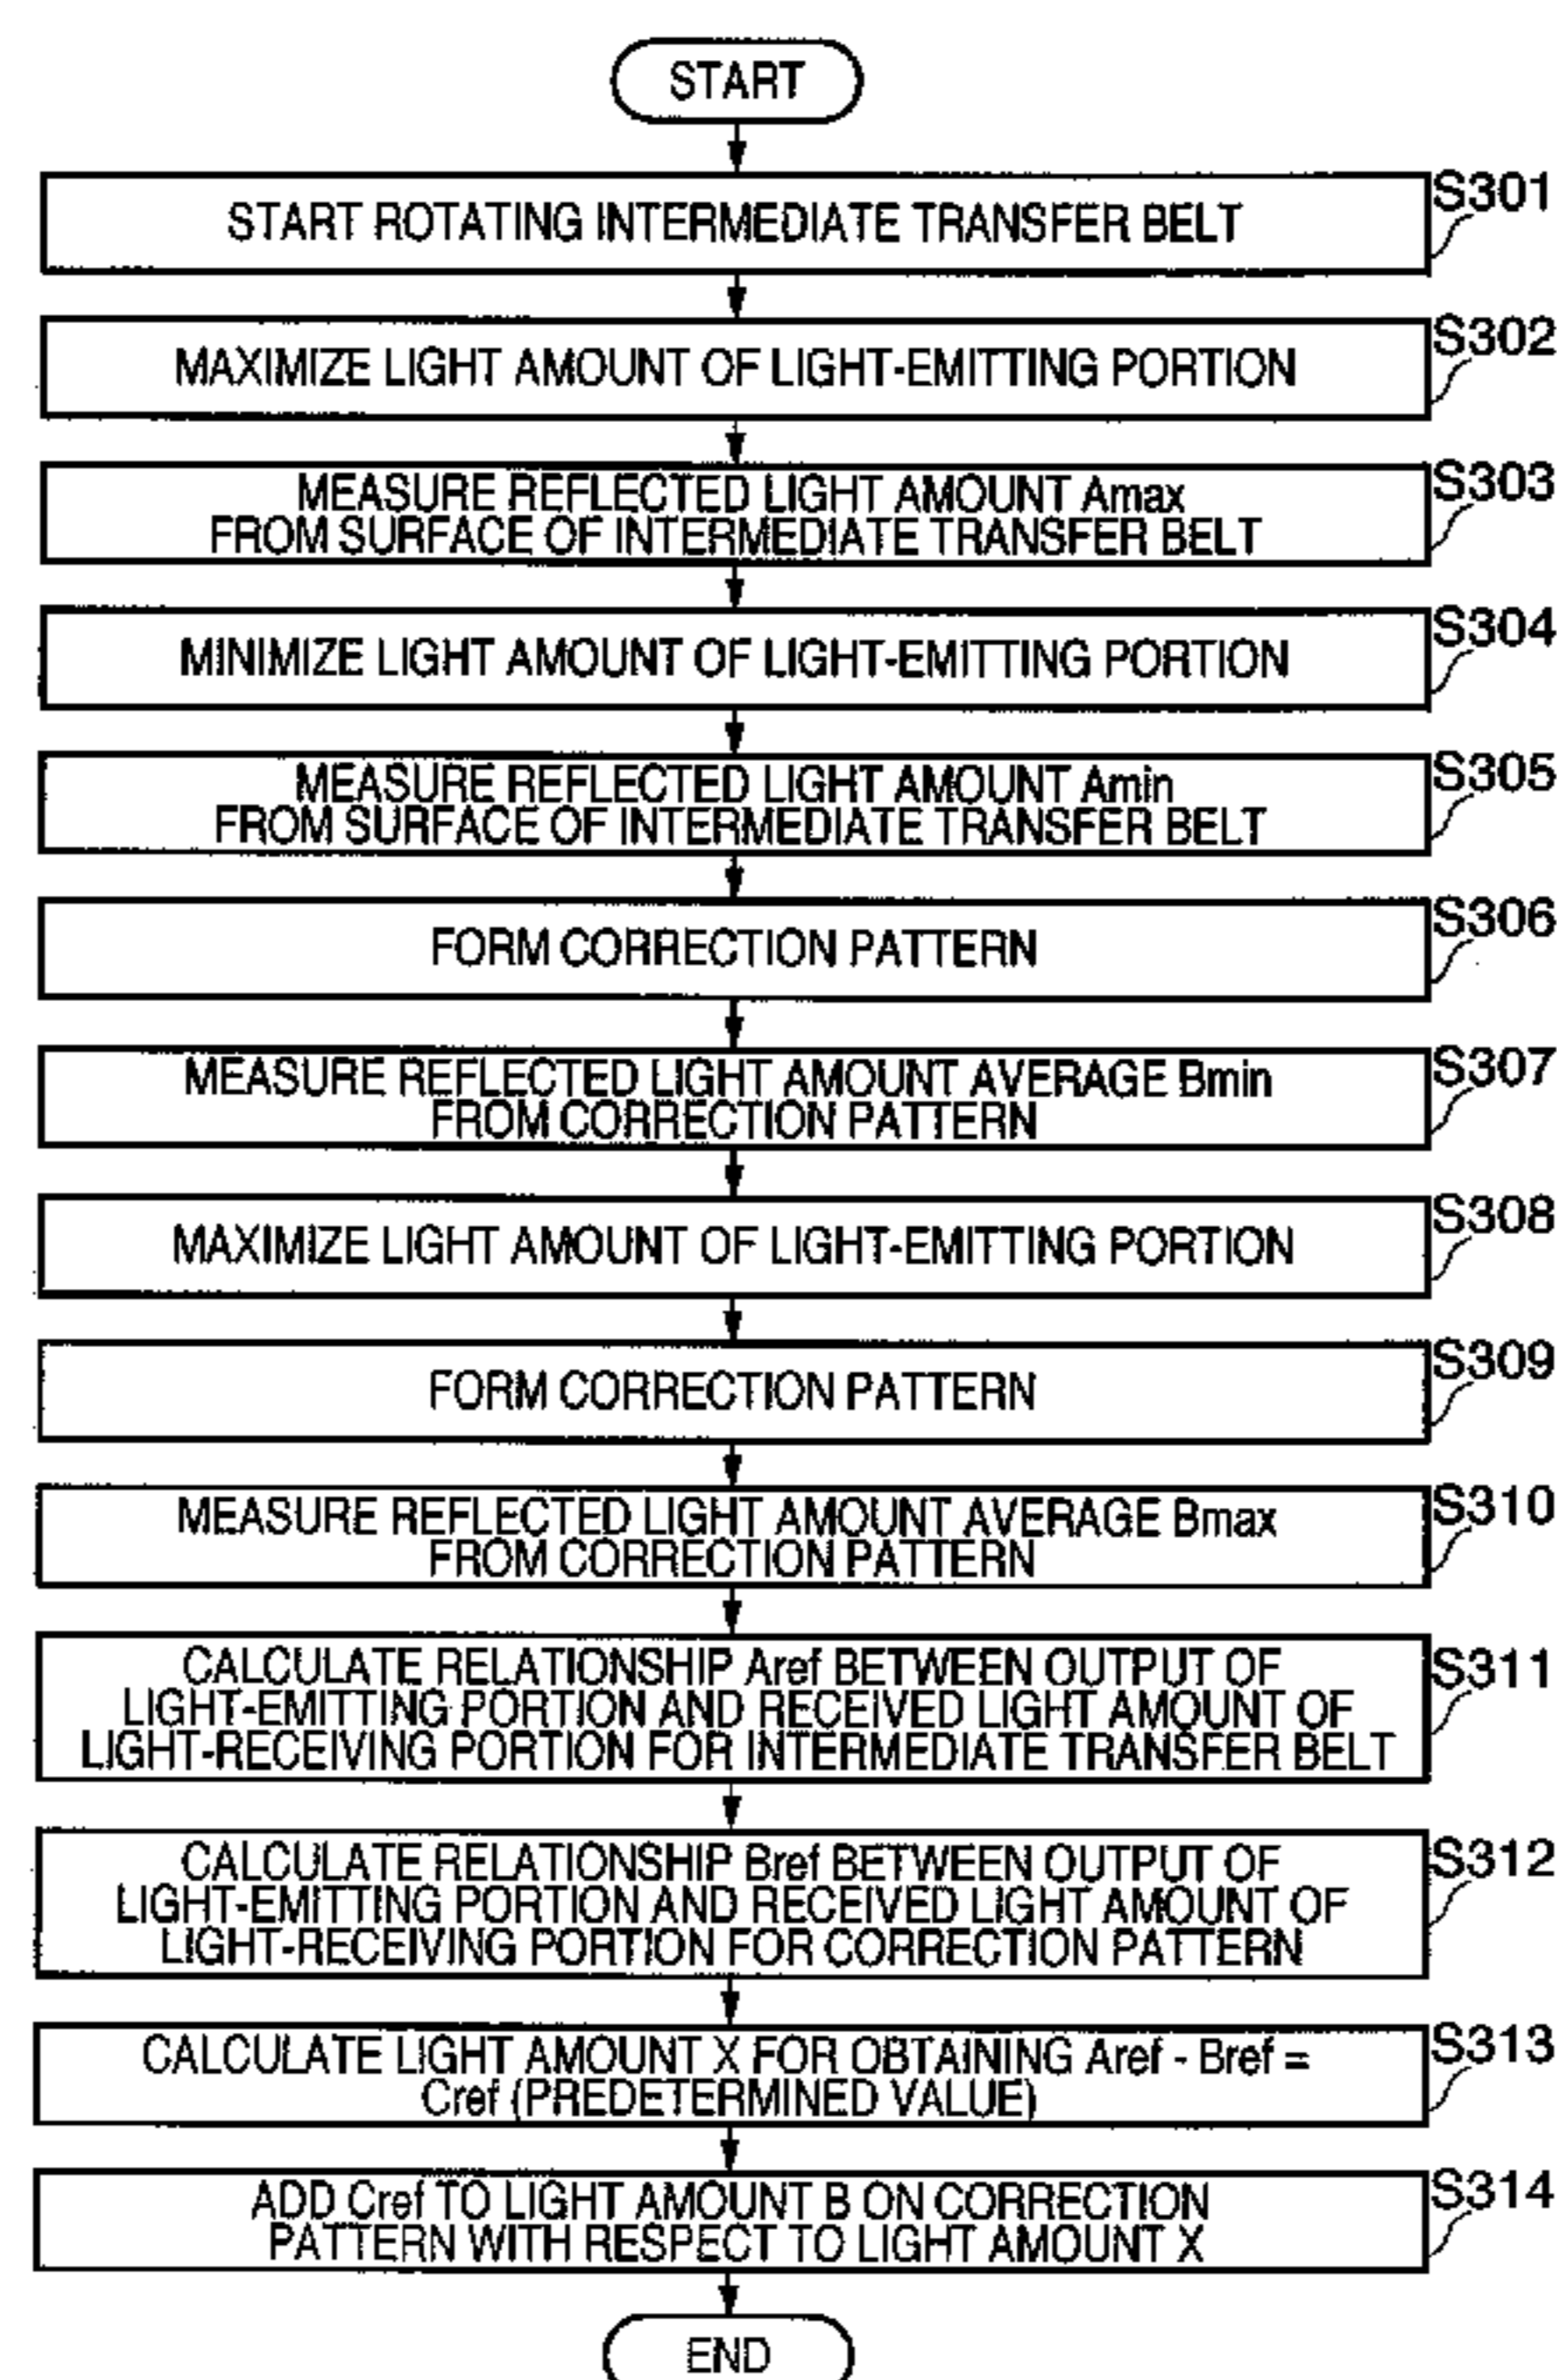 START
S301
START ROTATING INTERMEDIATE TRANSFER BELT
S302
MAXIMIZE LIGHT AMOUNT OF LIGHT-EMITTING PORTION
S303
MEASURE REFLECTED LIGHT AMOUNT Amax
FROM SURFACE OF INTERMEDIATE TRANSFER BELT
S304
MINIMIZE LIGHT AMOUNT OF LIGHT-EMITTING PORTION
S305
MEASURE REFLECTED LIGHT AMOUNT Amin
FROM SURFACE OF INTERMEDIATE TRANSFER BELT
S306
FORM CORRECTION PATTERN
S307
MEASURE REFLECTED LIGHT AMOUNT AVERAGE Bmin
FROM CORRECTION PATTERN
S308
MAXIMIZE LIGHT AMOUNT OF LIGHT-EMITTING PORTION
S309
FORM CORRECTION PATTERN
S310
MEASURE REFLECTED LIGHT AMOUNT AVERAGE Bmax
FROM CORRECTION PATTERN
S311
CALCULATE RELATIONSHIP Aref BETWEEN OUTPUT OF
LIGHT-EMITTING PORTION AND RECEIVED LIGHT AMOUNT OF
LIGHT-RECEIVING PORTION FOR INTERMEDIATE TRANSFER BELT
S312
CALCULATE RELATIONSHIP Bref BETWEEN OUTPUT OF
LIGHT-EMITTING PORTION AND RECEIVED LIGHT AMOUNT OF
LIGHT-RECEIVING PORTION FOR CORRECTION PATTERN
S313
CALCULATE LIGHT AMOUNT X FOR OBTAINING Aref - Bref =
Cref (PREDETERMINED VALUE)
S314
ADD Cref TO LIGHT AMOUNT B ON CORRECTION
PATTERN WITH RESPECT TO LIGHT AMOUNT X
END